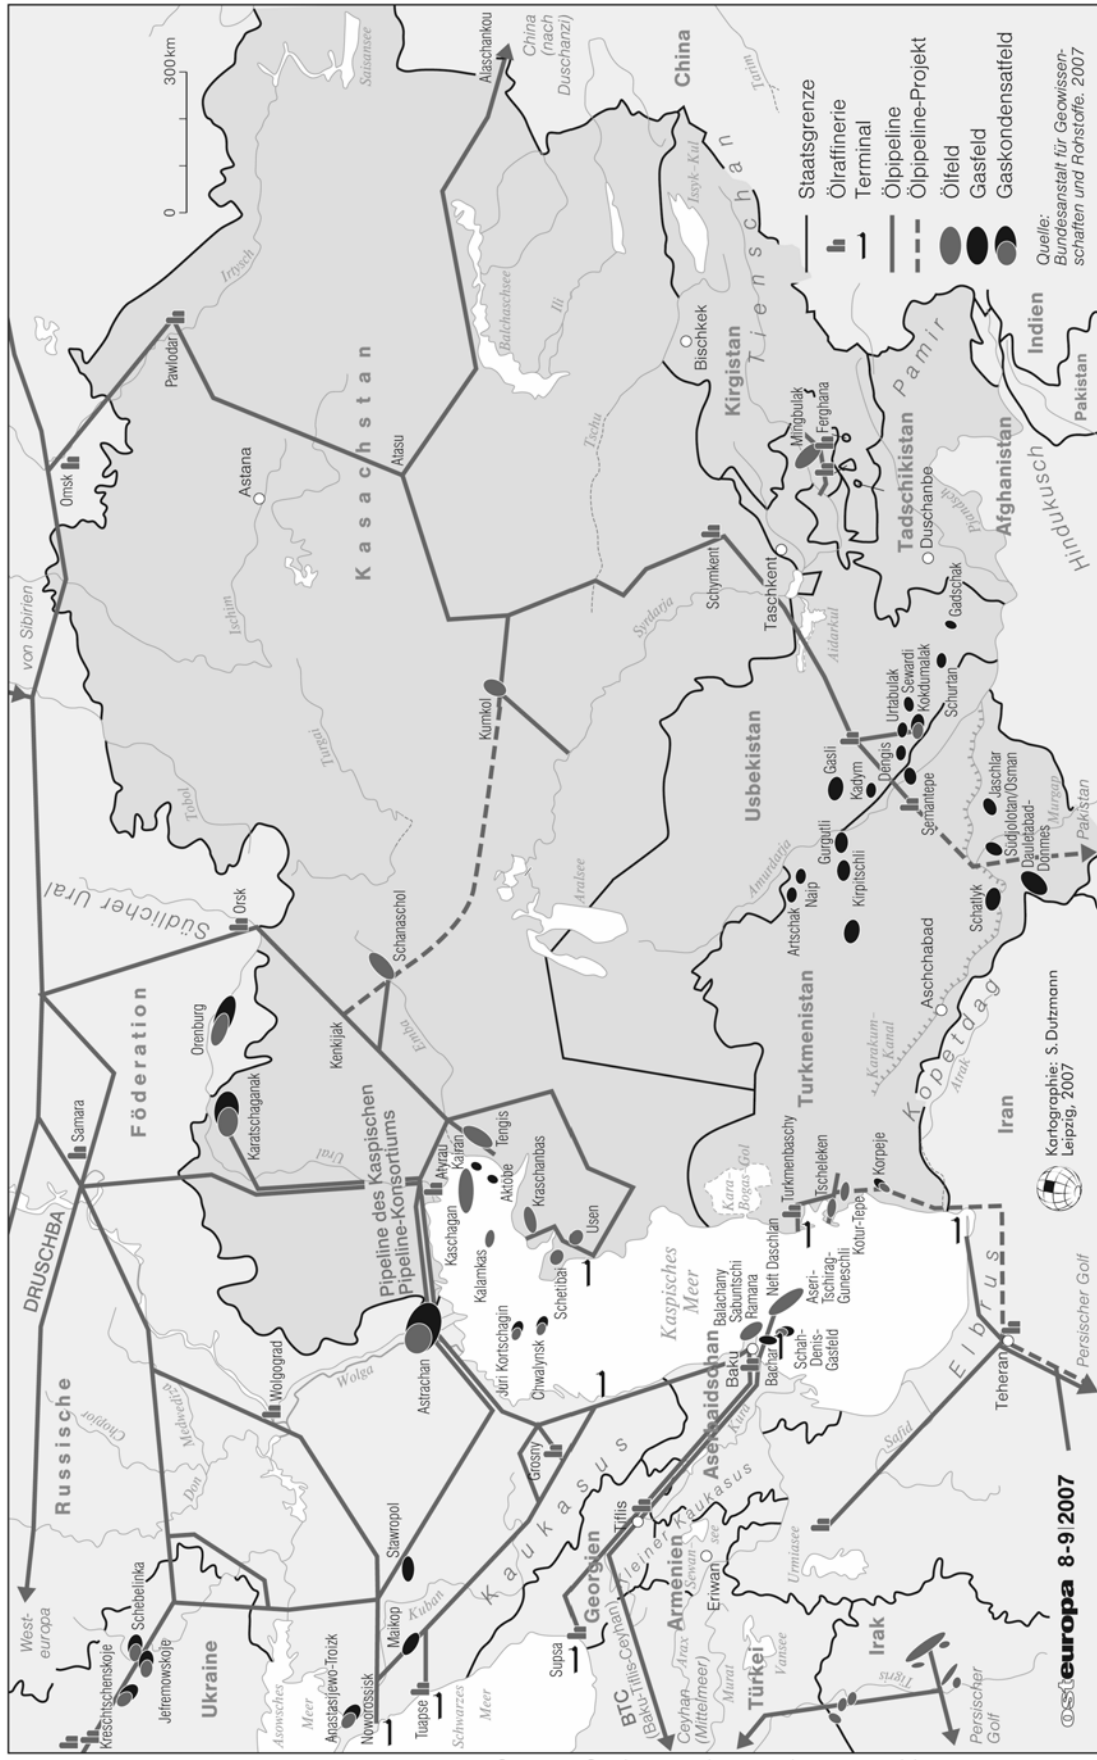 West-
europa
DRUSCHBA
von Sibirien
Russische
Föderation
Samara
Omsk
Kreschtschenskoje
Schebelinka
Jefremowskoje
Ukraine
Chopjor
Medwediza
Don
Wolgograd
Wolga
Südlicher Ural
Orenburg
Orsk
Karatschaganak
Tobol
Ischim
Turgai
Astana
Pawlodar
Irtysch
Saisansee
0
300km
Kasachstan
Asowsches
Meer
Anastasijewo-Troizk
Noworossisk
Tuapse
Maikop
Kuban
Stawropol
Schwarzes
Meer
Kaukasus
Grosny
Astrachan
Pipeline des Kaspischen
Pipeline-Konsortiums
Ural
Atyrau
Kairan
Kaschagan
Aktobe
Tengis
Kalamkas
Kraschanbas
Juri Kortschagin
Chwalynsk
Schetibai
Usen
Kenkijak
Emba
Schanaschol
Kumkol
Atasu
Balchaschsee
Ili
Alaschankou
China
(nach
Duschanzi)
China
Tarim
Aralsee
Syrdarja
Tschu
Schymkent
Bischkek
Issyk-Kul
Kirgistan
Tienschan
Supsa
Georgien
Tiflis
BTC
(Baku-Tiflis-Ceyhan)
Ceyhan
(Mittelmeer)
Kleiner Kaukasus
Armenien
Sewan-
see
Eriwan
Arax
Murat
Türkei
Vansee
Urmiasee
Aserbaidschan
Kura
Baku
Kaspisches
Meer
Balachany
Sabuntschi
Ramana
Neft Daschlan
Bachar
Aseri-
Tschirag-
Guneschli
Schah-
Denis-
Gasfeld
Kara-
Bogas-Gol
Turkmenbaschy
Tscheleken
Kotur-Tepe
Korpeje
Turkmenistan
Usbekistan
Amurdarja
Artschak
Naip
Gurgutli
Kirpitschli
Gasli
Kadym
Dengis
Urtabulak
Sewardi
Kokdumalak
Schurtan
Semantepe
Gadschak
Taschkent
Aidarkul
Mingbulak
Ferghana
Tadschikistan
Duschanbe
Pamir
Pjandsch
Afghanistan
Hindukusch
Indien
Pakistan
Karakum-
Kanal
Aschchabad
Kopetdag
Atrak
Schatlyk
Jaschlar
Südjolotan/Osman
Dauletabad-
Donmes
Murgap
Pakistan
Irak
Tigris
Persischer
Golf
Safid
Elbrus
Teheran
Persischer Golf
Iran
Staatsgrenze
Ölraffinerie
Terminal
Ölpipeline
Ölpipeline-Projekt
Ölfeld
Gasfeld
Gaskondensatfeld
Quelle:
Bundesanstalt für Geowissen-
schaften und Rohstoffe. 2007
osteuropa 8-9|2007
Kartographie: S. Dutzmann
Leipzig, 2007